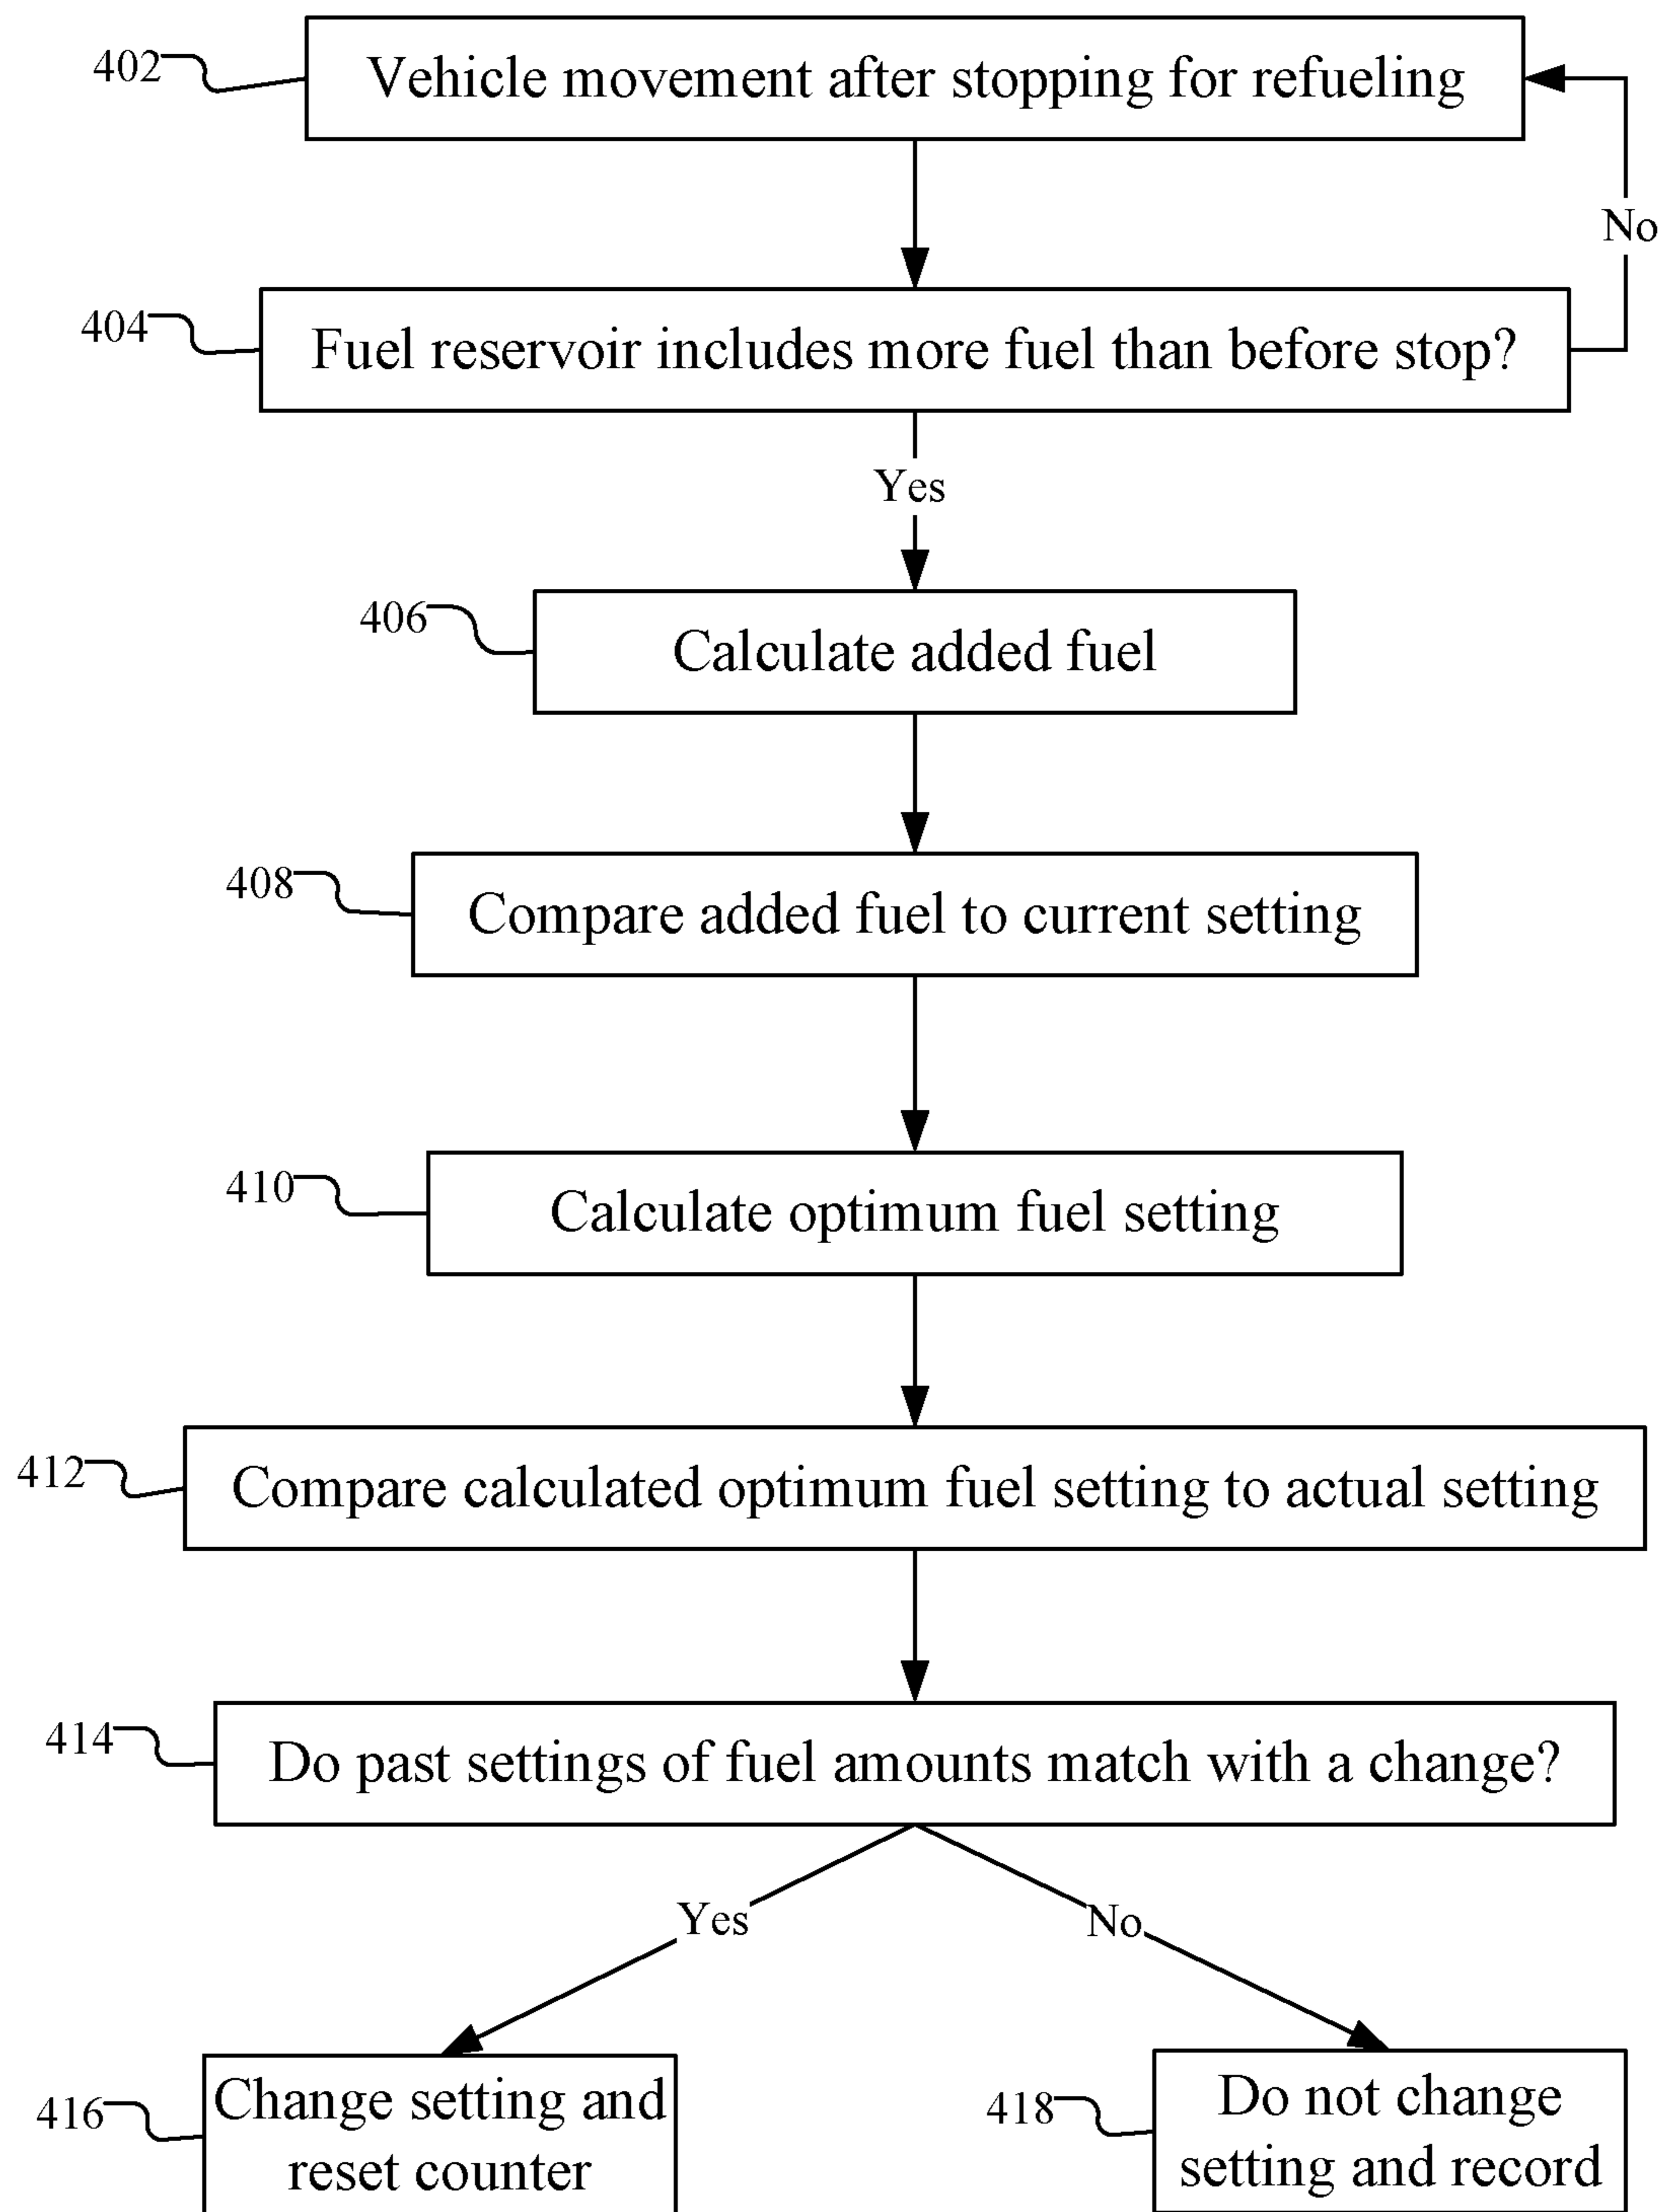 402
Vehicle movement after stopping for refueling
No
404
Fuel reservoir includes more fuel than before stop?
Yes
406
Calculate added fuel
408
Compare added fuel to current setting
410
Calculate optimum fuel setting
412
Compare calculated optimum fuel setting to actual setting
414
Do past settings of fuel amounts match with a change?
Yes
No
416
Change setting and
reset counter
418
Do not change
setting and record